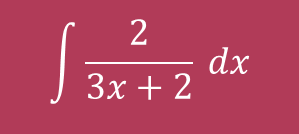 ∫ 2/(3x + 2) dx